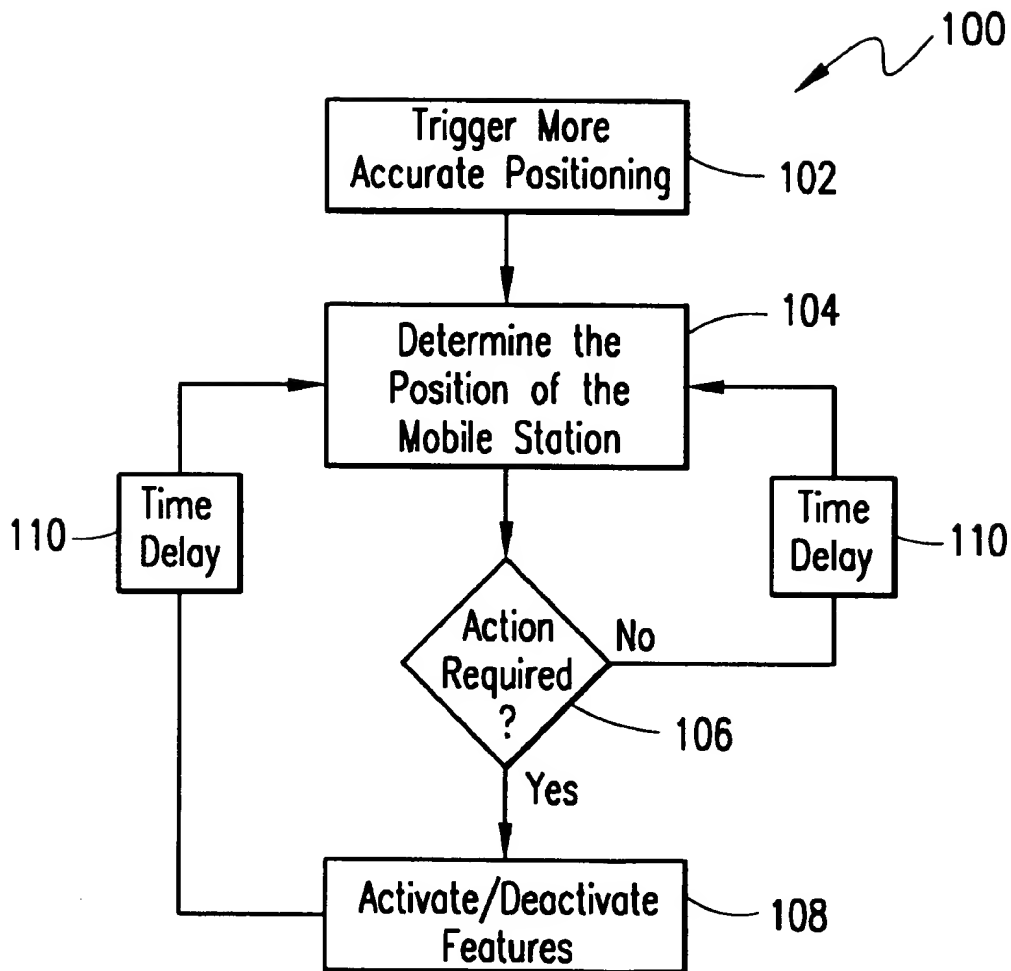 100
Trigger More
Accurate Positioning
102
104
Determine the
Position of the
Mobile Station
Time
Delay
110
Time
Delay
110
Action
Required
?
No
106
Yes
Activate/Deactivate
Features
108